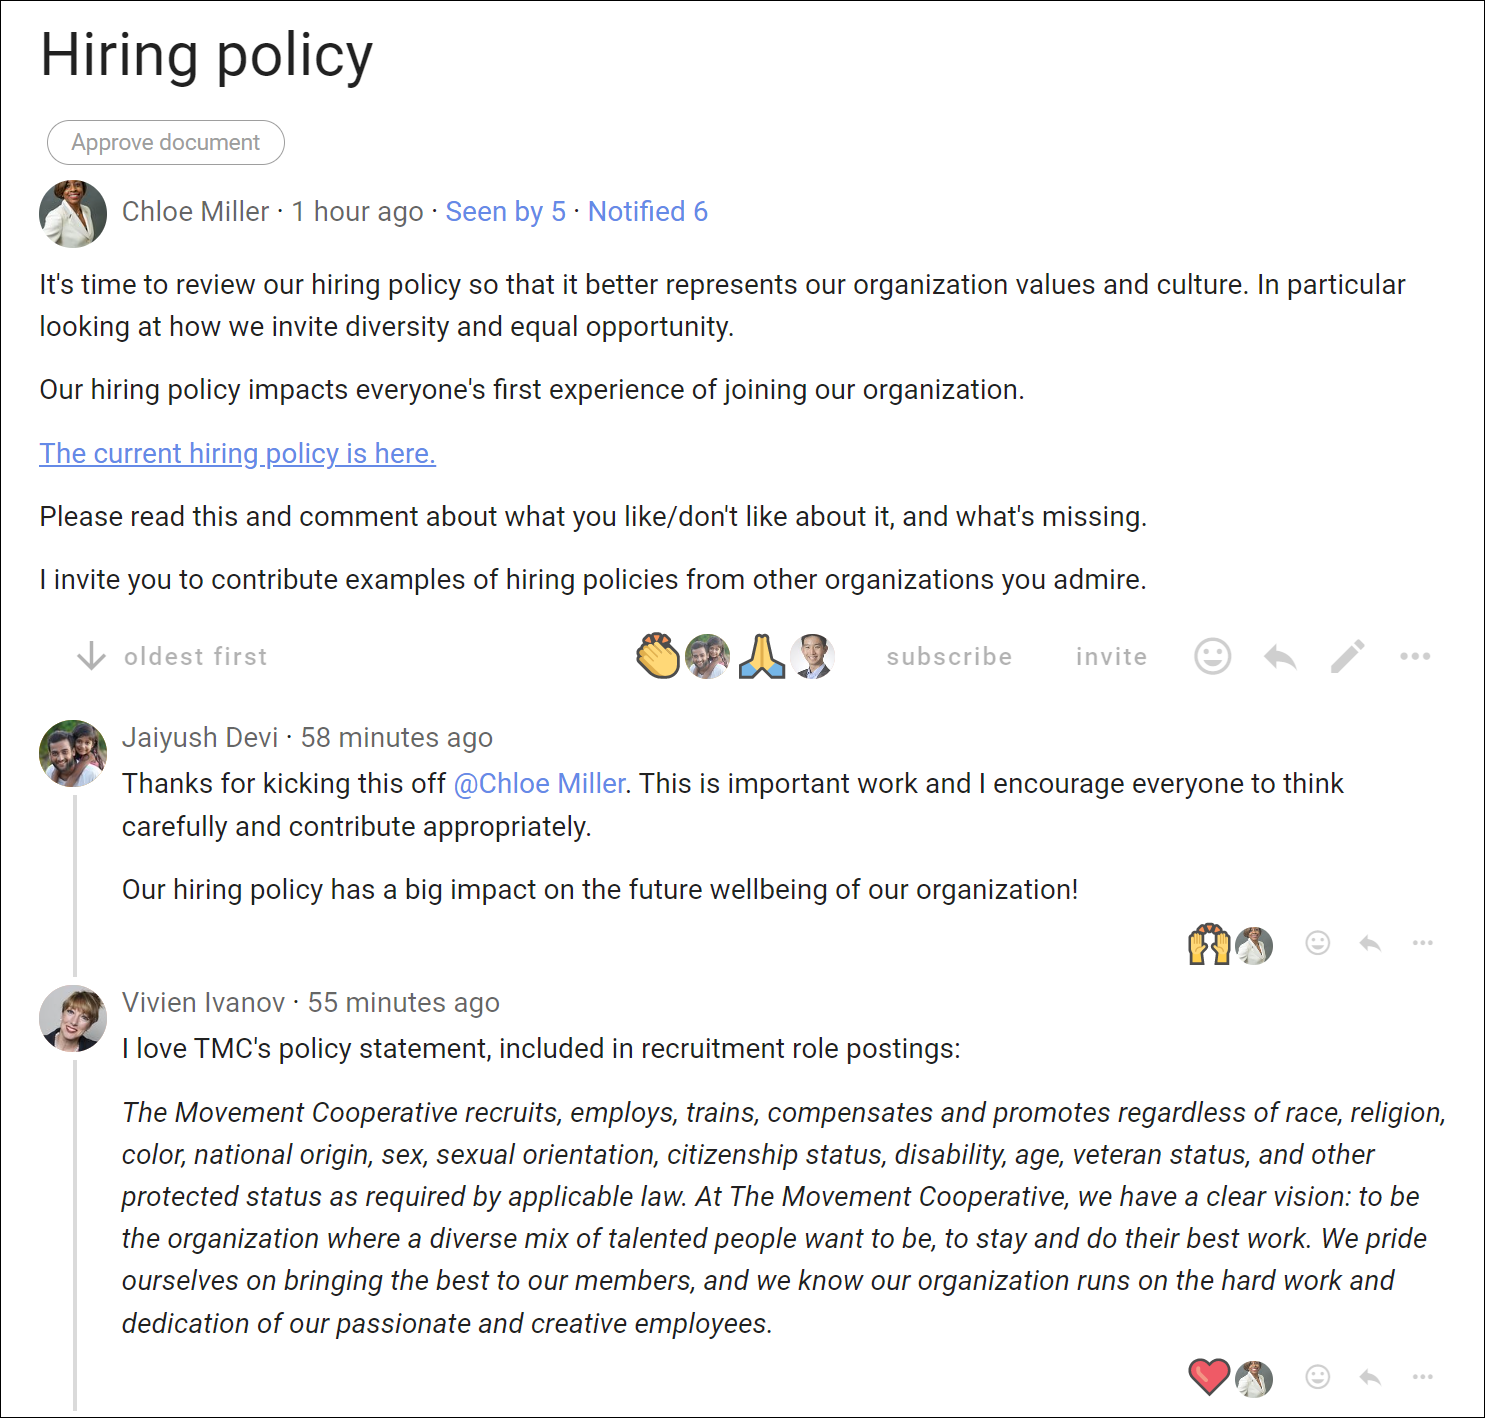 Hiring policy
Approve document
Chloe Miller · 1 hour ago · Seen by 5 · Notified 6
It's time to review our hiring policy so that it better represents our organization values and culture. In particular
looking at how we invite diversity and equal opportunity.
Our hiring policy impacts everyone's first experience of joining our organization.
The current hiring policy is here.
Please read this and comment about what you like/don't like about it, and what's missing.
I invite you to contribute examples of hiring policies from other organizations you admire.
oldest first subscribe invite
Jaiyush Devi · 58 minutes ago
Thanks for kicking this off @Chloe Miller. This is important work and I encourage everyone to think
carefully and contribute appropriately.
Our hiring policy has a big impact on the future wellbeing of our organization!
Vivien Ivanov · 55 minutes ago
I love TMC's policy statement, included in recruitment role postings:
The Movement Cooperative recruits, employs, trains, compensates and promotes regardless of race, religion,
color, national origin, sex, sexual orientation, citizenship status, disability, age, veteran status, and other
protected status as required by applicable law. At The Movement Cooperative, we have a clear vision: to be
the organization where a diverse mix of talented people want to be, to stay and do their best work. We pride
ourselves on bringing the best to our members, and we know our organization runs on the hard work and
dedication of our passionate and creative employees.